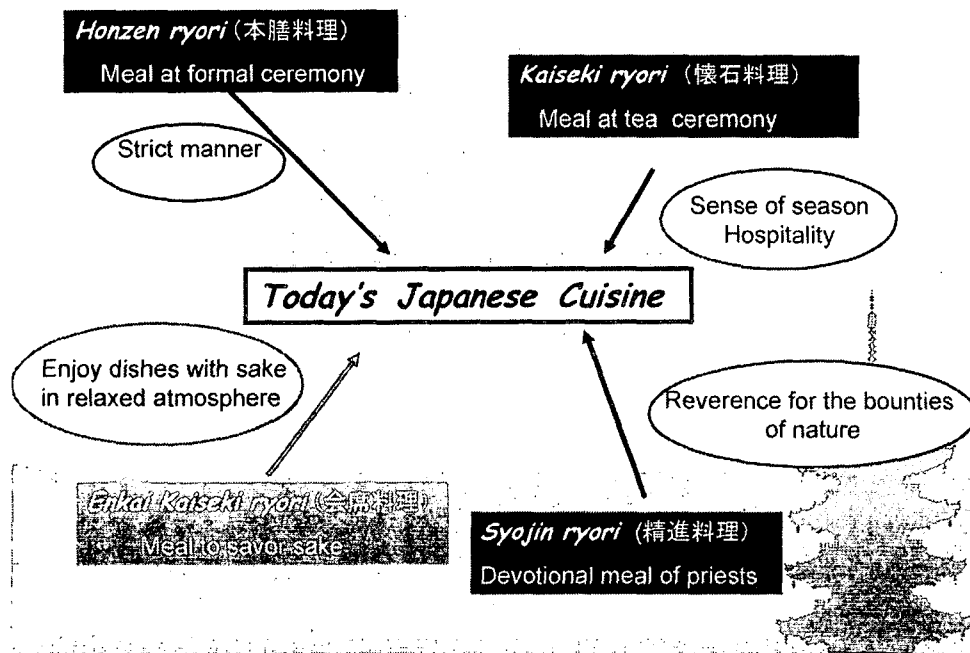 Honzen ryori (本膳料理)
Meal at formal ceremony
Kaiseki ryori (懐石料理)
Meal at tea ceremony
Strict manner
Sense of season
Hospitality
Today's Japanese Cuisine
Enjoy dishes with sake
in relaxed atmosphere
Reverence for the bounties
of nature
Enkai Kaiseki ryori (会席料理)
Meal to savor sake
Syojin ryori (精進料理)
Devotional meal of priests